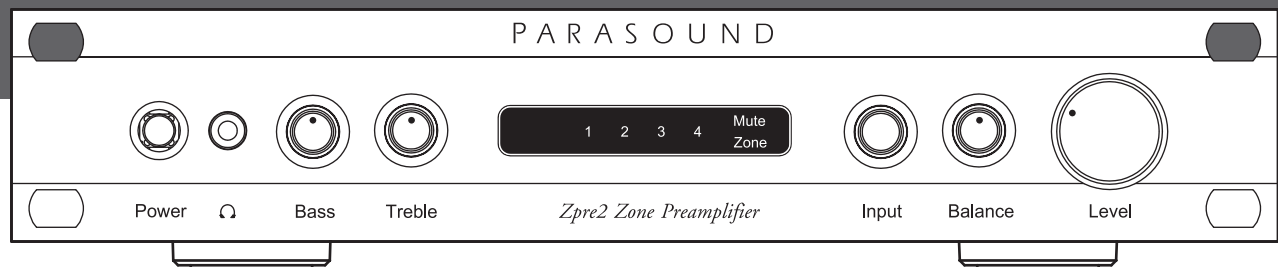 PARASOUND
1 2 3 4 Mute
Zone
Power Bass Treble Zpre2 Zone Preamplifier Input Balance Level